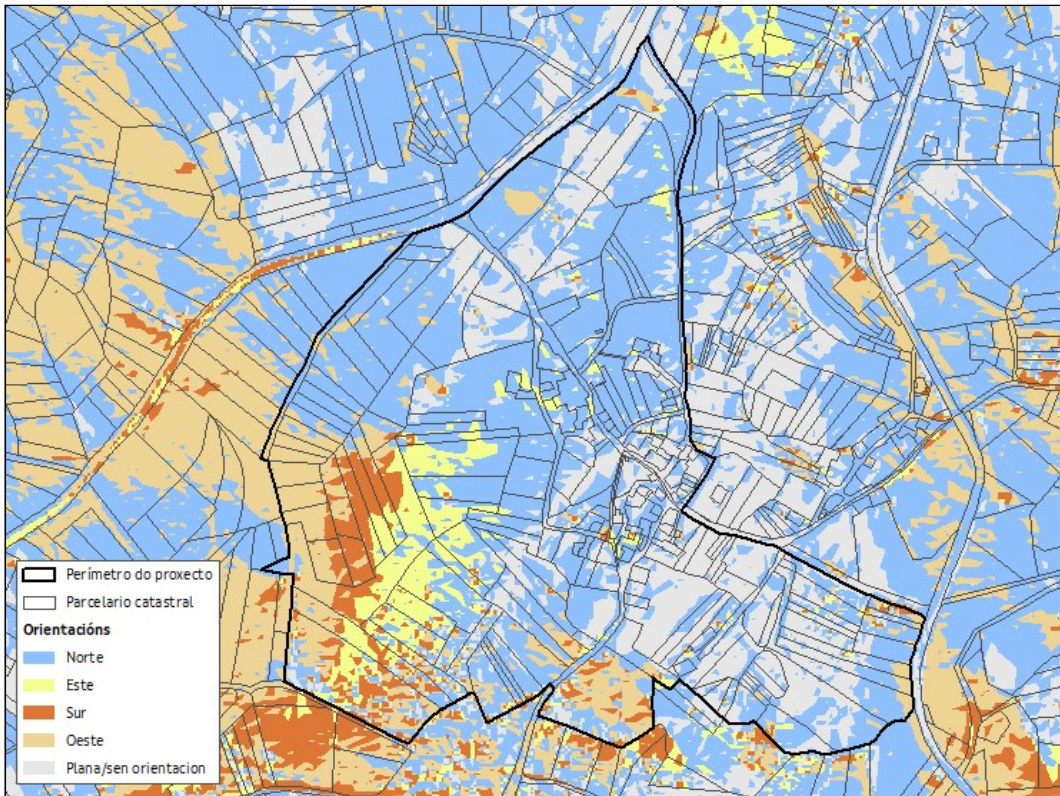 Perímetro do proxecto
Parcelario catastral
Orientacións
Norte
Este
Sur
Oeste
Plana/sen orientacion